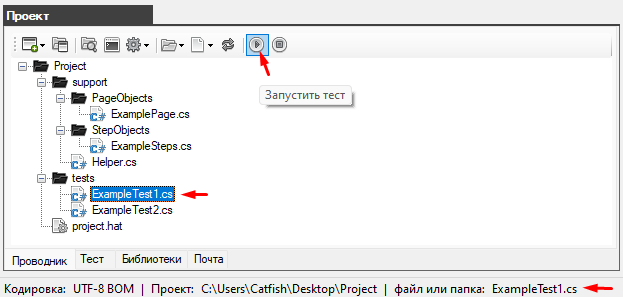 Проект
Запустить тест
Project
support
PageObjects
ExamplePage.cs
StepObjects
ExampleSteps.cs
Helper.cs
tests
ExampleTest1.cs
ExampleTest2.cs
project.hat
Проводник Тест Библиотеки Почта
Кодировка: UTF-8 BOM | Проект: C:\Users\Catfish\Desktop\Project | файл или папка: ExampleTest1.cs